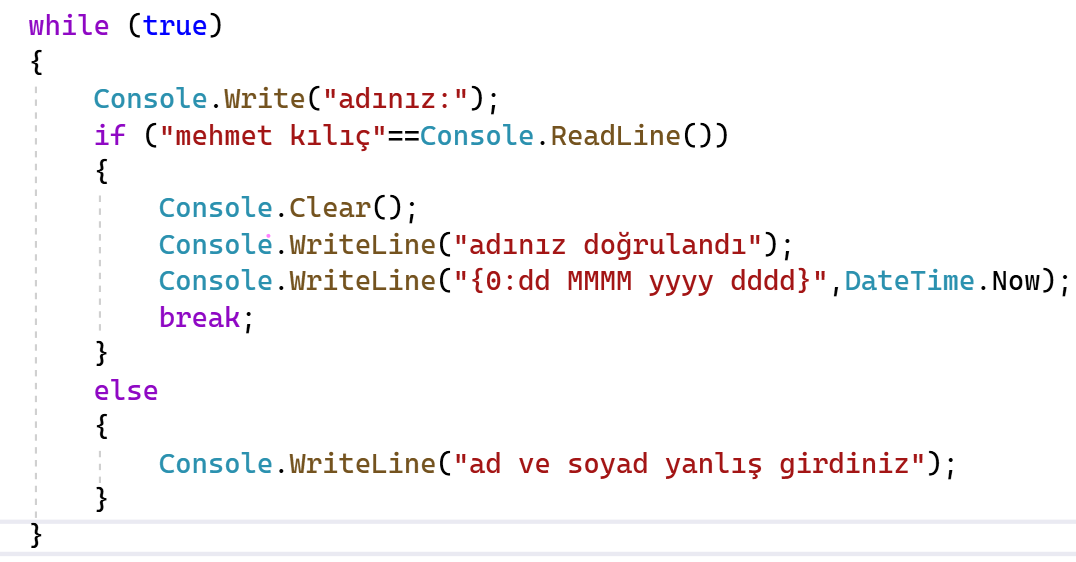 while (true)
{
    Console.Write("adınız:");
    if ("mehmet kılıç"==Console.ReadLine())
    {
        Console.Clear();
        Console.WriteLine("adınız doğrulandı");
        Console.WriteLine("{0:dd MMMM yyyy dddd}",DateTime.Now);
        break;
    }
    else
    {
        Console.WriteLine("ad ve soyad yanlış girdiniz");
    }
}